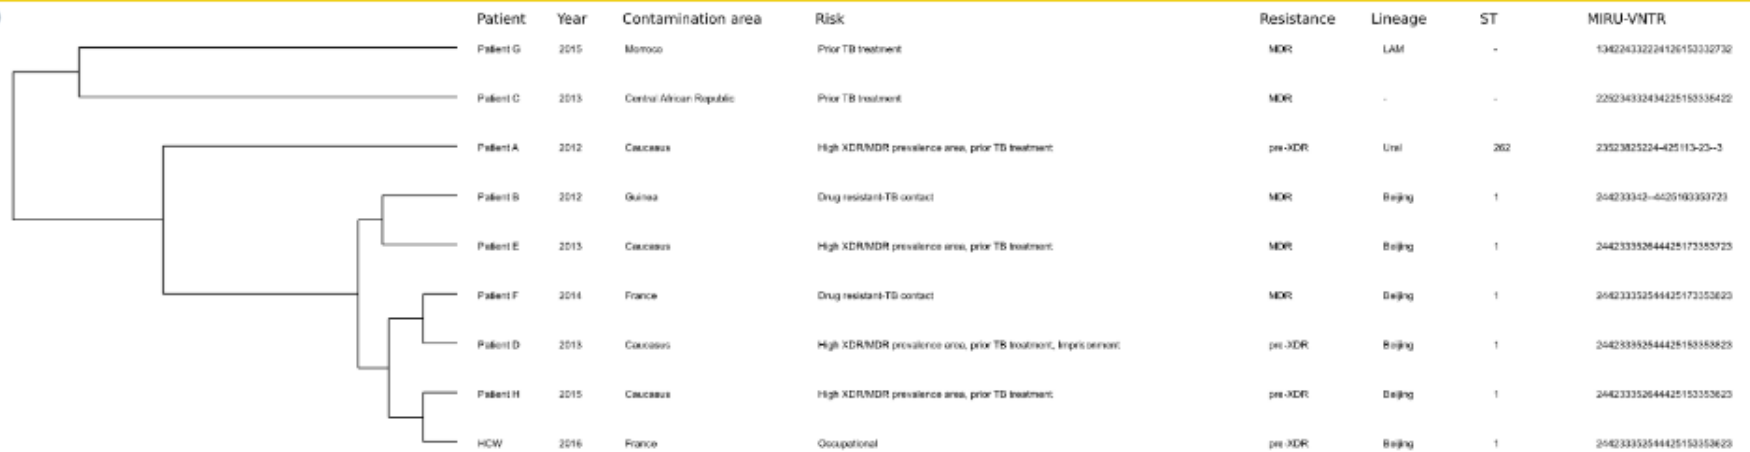 Patient Year Contamination area Risk Resistance Lineage ST MIRU-VNTR
Patient G 2015 Morroco Prior TB treatment MDR LAM -
Patient C 2013 Central African Republic Prior TB treatment MDR - -
Patient A 2012 Caucasus High XDR/MDR prevalence area, prior TB treatment pre-XDR Ural 262
Patient B 2012 Guinea Drug resistant-TB contact MDR Beijing 1
Patient E 2013 Caucasus High XDR/MDR prevalence area, prior TB treatment MDR Beijing 1
Patient F 2014 France Drug resistant-TB contact MDR Beijing 1
Patient D 2013 Caucasus High XDR/MDR prevalence area, prior TB treatment, Imprisonment pre-XDR Beijing 1
Patient H 2015 Caucasus High XDR/MDR prevalence area, prior TB treatment pre-XDR Beijing 1
HCW 2016 France Occupational pre-XDR Beijing 1